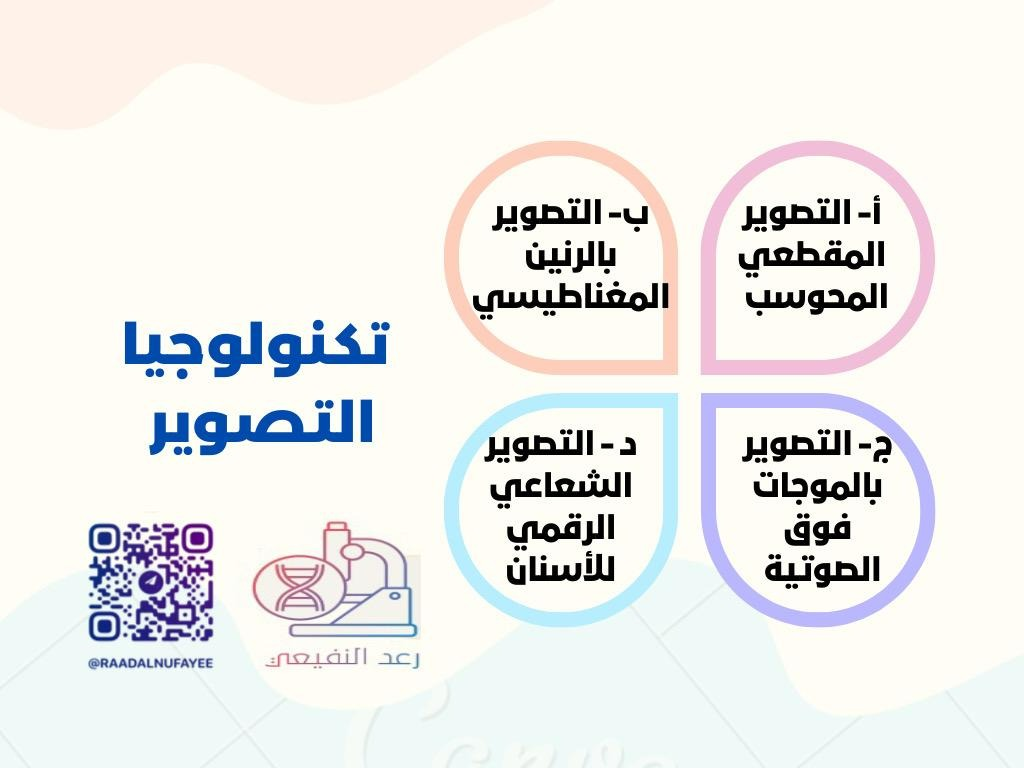 أ- التصوير
المقطعي
المحوسب
ب- التصوير
بالرنين
المغناطيسي
ج- التصوير
بالموجات
فوق
الصوتية
د - التصوير
الشعاعي
الرقمي
للأسنان
تكنولوجيا
التصوير
رعد النفيعي
@RAADALNUFAYEE
Canva